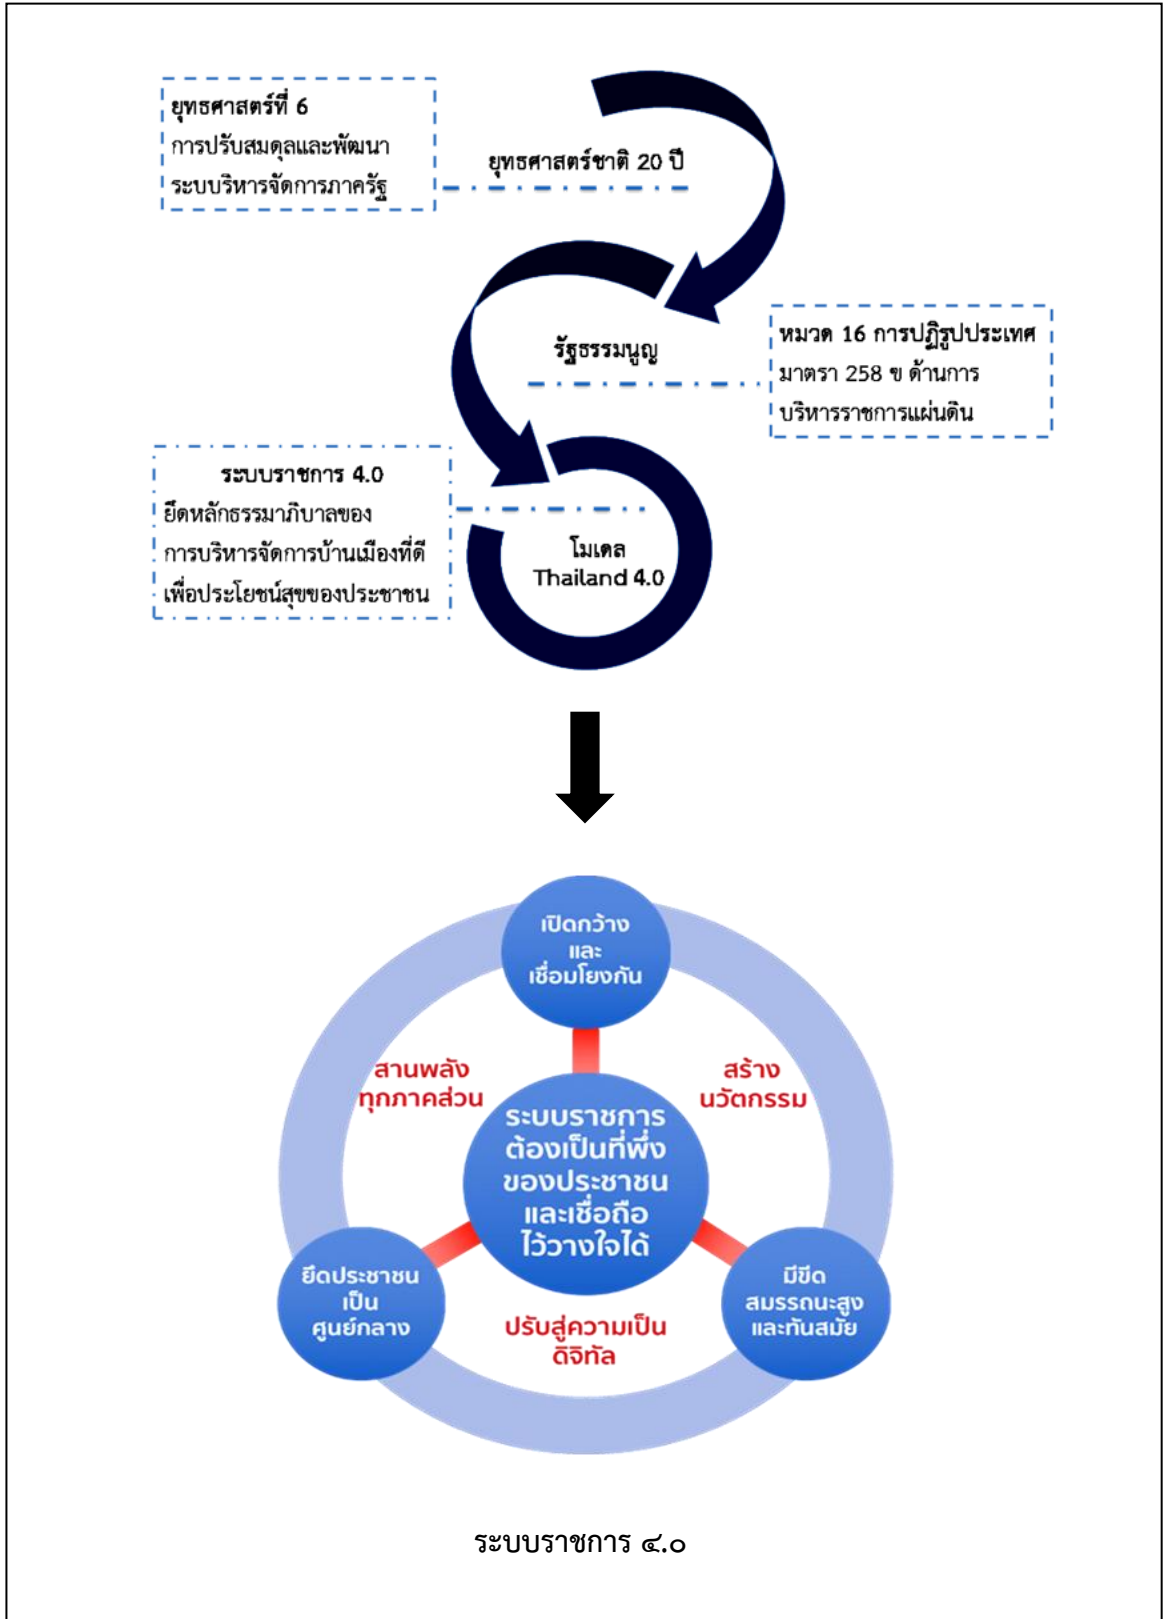 ยุทธศาสตร์ที่ 6
การปรับสมดุลและพัฒนา
ระบบบริหารจัดการภาครัฐ
ยุทธศาสตร์ชาติ 20 ปี
รัฐธรรมนูญ
หมวด 16 การปฏิรูปประเทศ
มาตรา 258 ข ด้านการ
บริหารราชการแผ่นดิน
ระบบราชการ 4.0
ยึดหลักธรรมาภิบาลของ
การบริหารจัดการบ้านเมืองที่ดี
เพื่อประโยชน์สุขของประชาชน
โมเดล
Thailand 4.0
เปิดกว้าง
และ
เชื่อมโยงกัน
สานพลัง
ทุกภาคส่วน
สร้าง
นวัตกรรม
ระบบราชการ
ต้องเป็นที่พึ่ง
ของประชาชน
และเชื่อถือ
ไว้วางใจได้
ยึดประชาชน
เป็น
ศูนย์กลาง
มีขีด
สมรรถนะสูง
และทันสมัย
ปรับสู่ความเป็น
ดิจิทัล
ระบบราชการ ๔.๐